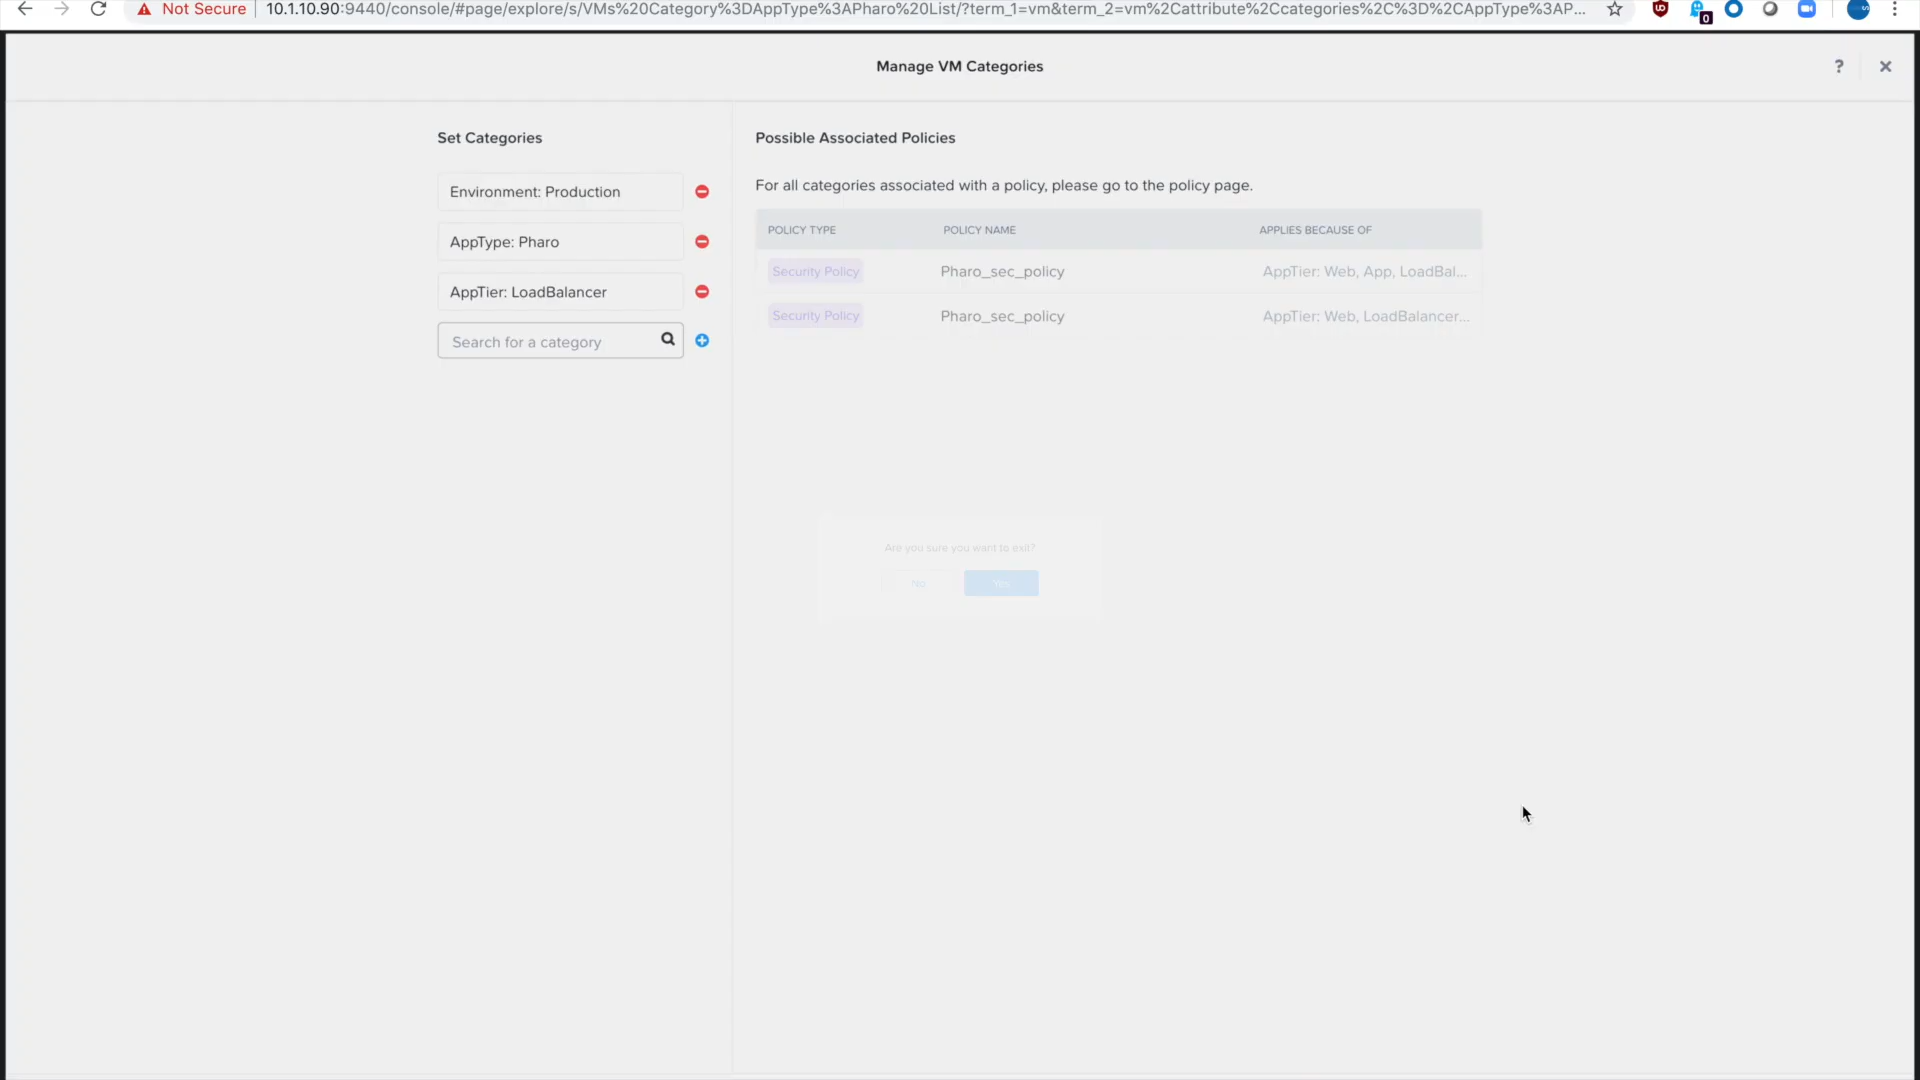 Not Secure
10.1.10.90:9440/console/#page/explore/s/VMs%20Category%3DAppType%3APharo%20List/?term_1=vm&term_2=vm%2Cattribute%2Ccategories%2C%3D%2CAppType%3AP...
0
Manage VM Categories
?
Set Categories
Possible Associated Policies
Environment: Production
For all categories associated with a policy, please go to the policy page.
POLICY TYPE POLICY NAME APPLIES BECAUSE OF
AppType: Pharo
Security Policy Pharo_sec_policy AppTier: Web, App, LoadBal...
AppTier: LoadBalancer
Security Policy Pharo_sec_policy AppTier: Web, LoadBalancer...
Search for a category
Are you sure you want to exit?
No Yes